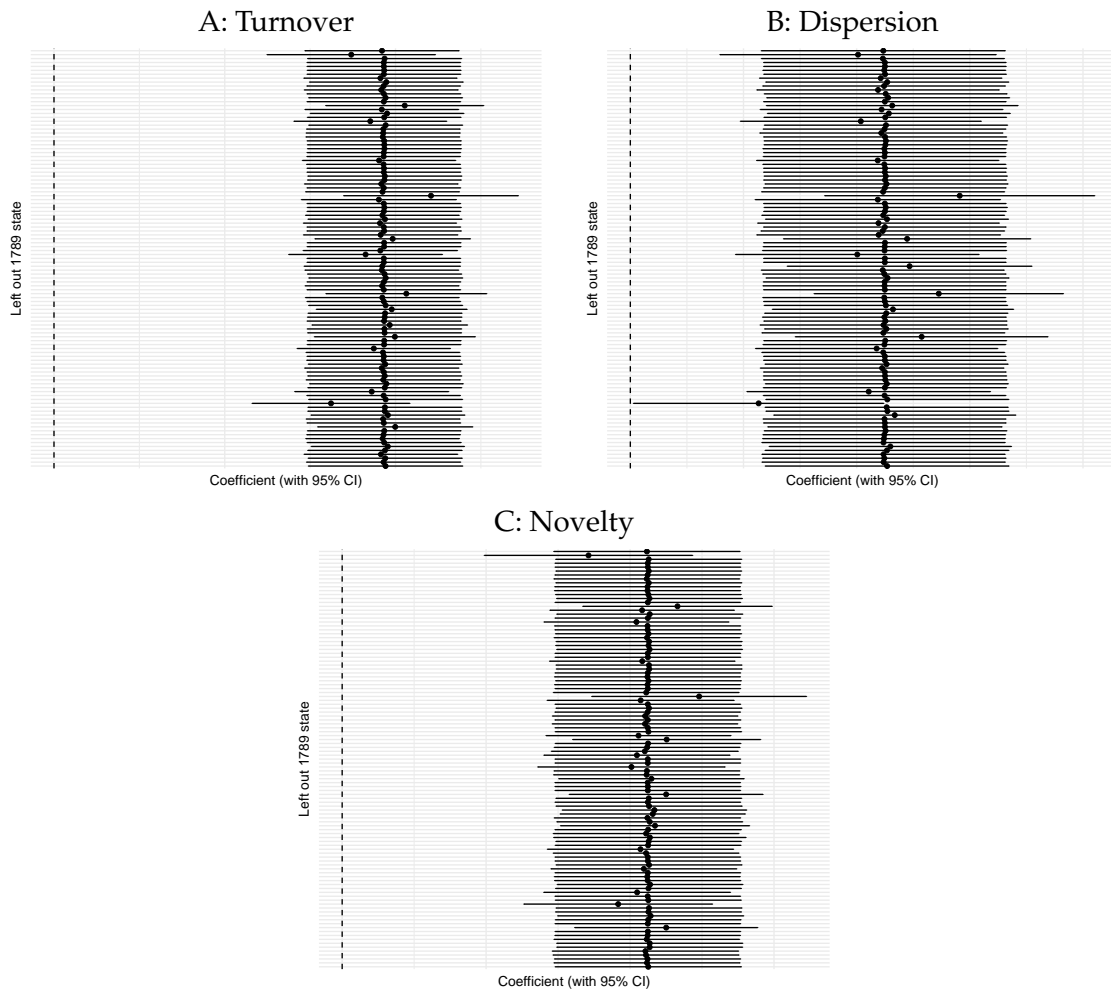 A: Turnover
B: Dispersion
Left out 1789 state
Left out 1789 state
Coefficient (with 95% CI)
Coefficient (with 95% CI)
C: Novelty
Left out 1789 state
Coefficient (with 95% CI)